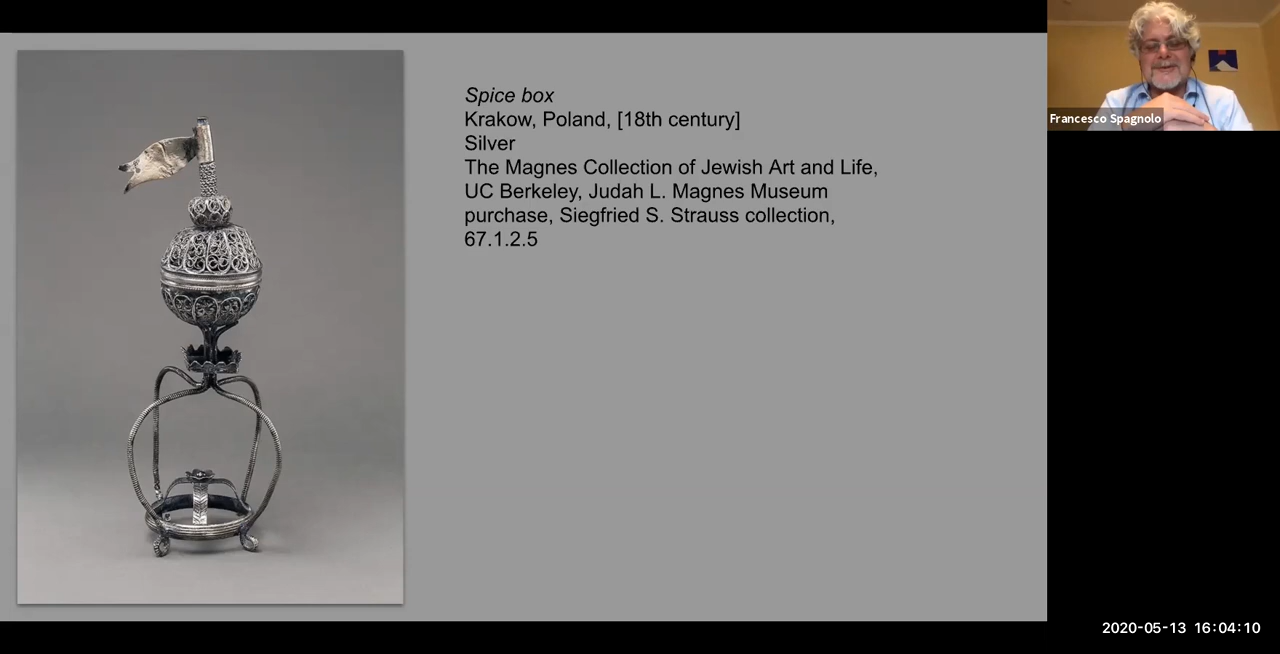 Spice box
Krakow, Poland, [18th century]
Silver
The Magnes Collection of Jewish Art and Life,
UC Berkeley, Judah L. Magnes Museum
purchase, Siegfried S. Strauss collection,
67.1.2.5
Francesco Spagnolo
2020-05-13 16:04:10